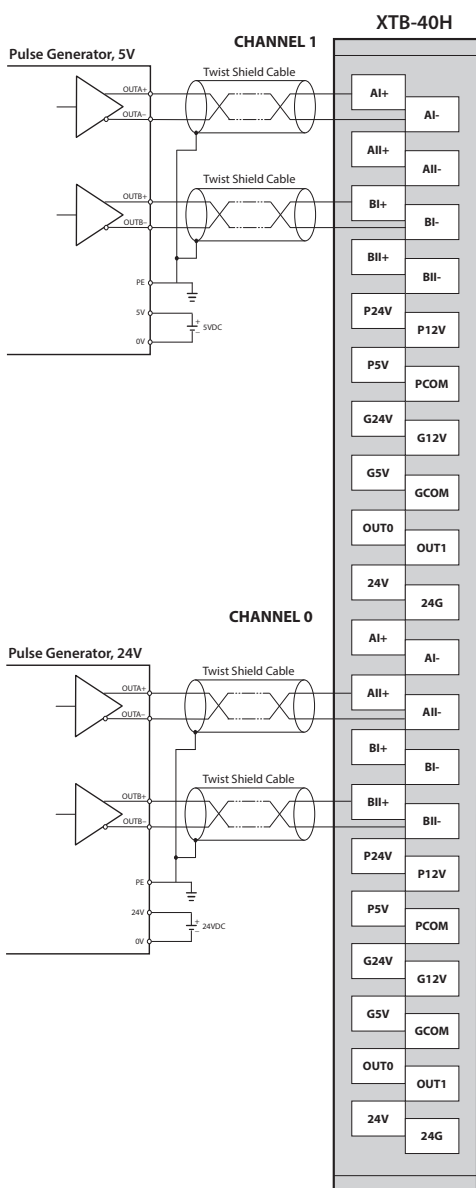 XTB-40H
CHANNEL 1
Pulse Generator, 5V
Twist Shield Cable
OUTA+
OUTA–
Twist Shield Cable
OUTB+
OUTB–
PE
5V
+
–
5VDC
0V
AI+
AI-
AII+
AII-
BI+
BI-
BII+
BII-
P24V
P12V
P5V
PCOM
G24V
G12V
G5V
GCOM
OUT0
OUT1
24V
24G
CHANNEL 0
Pulse Generator, 24V
Twist Shield Cable
OUTA+
OUTA–
Twist Shield Cable
OUTB+
OUTB–
PE
24V
+
–
24VDC
0V
AI+
AI-
AII+
AII-
BI+
BI-
BII+
BII-
P24V
P12V
P5V
PCOM
G24V
G12V
G5V
GCOM
OUT0
OUT1
24V
24G